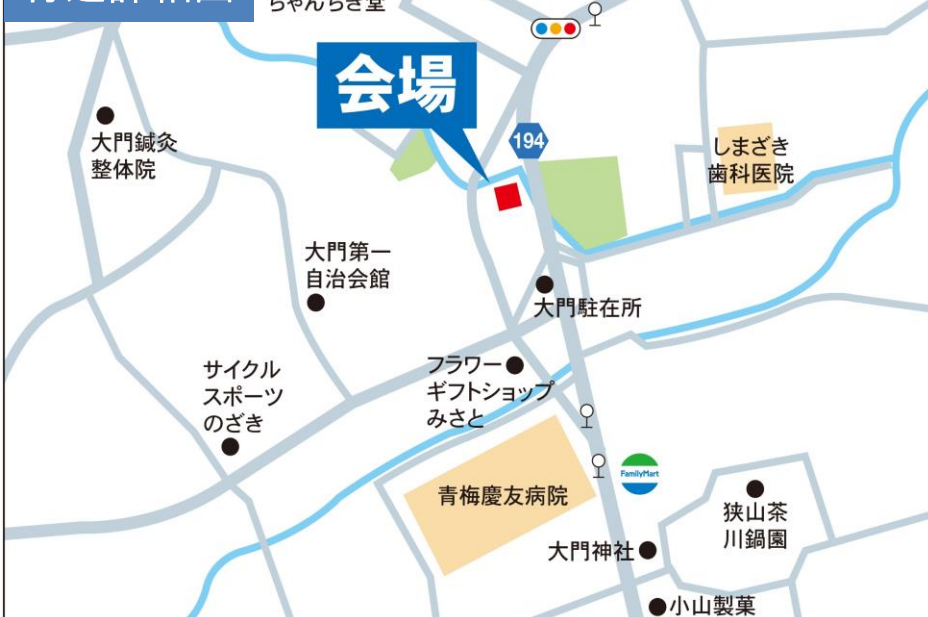 ちゃんちき堂
会場
194
大門鍼灸
整体院
しまざき
歯科医院
大門第一
自治会館
大門駐在所
サイクル
スポーツ
のざき
フラワー
ギフトショップ
みさと
FamilyMart
青梅慶友病院
狭山茶
川鍋園
大門神社
小山製菓